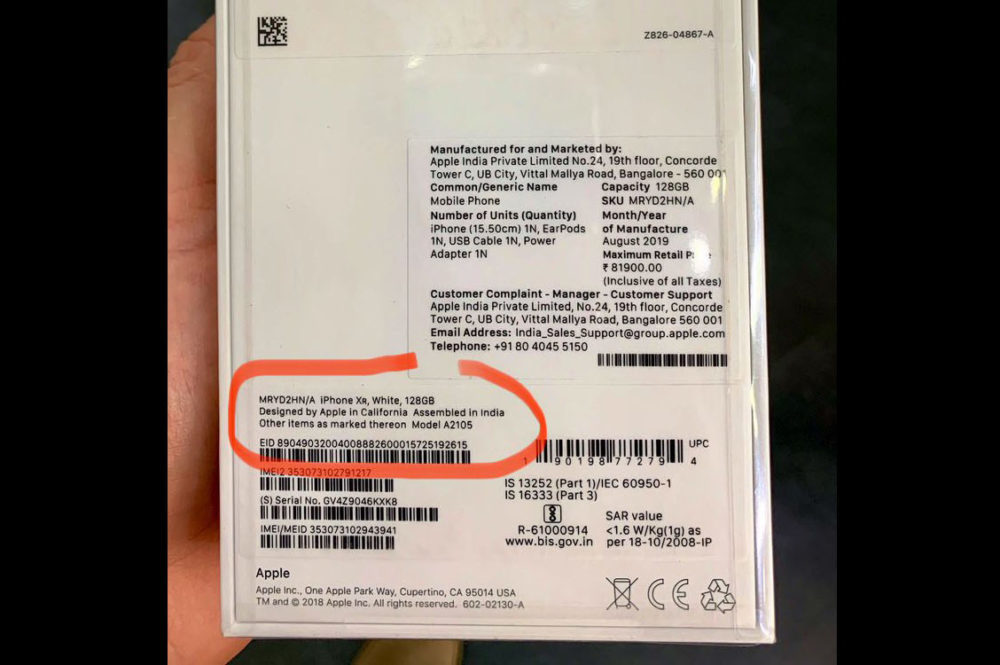 Z826-04867-A
Manufactured for and Marketed by:
Apple India Private Limited No.24, 19th floor, Concorde
Tower C, UB City, Vittal Mallya Road, Bangalore - 560 001
Common/Generic Name
Mobile Phone
Number of Units (Quantity)
iPhone (15.50cm) 1N, EarPods
1N, USB Cable 1N, Power
Adapter 1N
Capacity 128GB
SKU MRYD2HN/A
Month/Year
of Manufacture
August 2019
Maximum Retail
₹ 81900.00
(Inclusive of all Taxes)
Customer Complaint - Manager - Customer Support
Apple India Private Limited, No.24, 19th floor, Concorde
Tower C, UB City, Vittal Mallya Road, Bangalore 560 001
Email Address: India_Sales_Support@group.apple.com
Telephone: +91 80 4045 5150
MRYD2HN/A iPhone XR, White, 128GB
Designed by Apple in California Assembled in India
Other items as marked thereon Model A2105
EID 89049032004008882600015725192615
IMEI2 353073102791217
(S) Serial No. GV4Z9046KXK8
IMEI/MEID 353073102943941
UPC
1 90198 77279 4
IS 13252 (Part 1)/IEC 60950-1
IS 16333 (Part 3)
R-61000914
www.bis.gov.in
SAR value
<1.6 W/Kg(1g) as
per 18-10/2008-IP
Apple
Apple Inc., One Apple Park Way, Cupertino, CA 95014 USA
TM and © 2018 Apple Inc. All rights reserved. 602-02130-A
CE